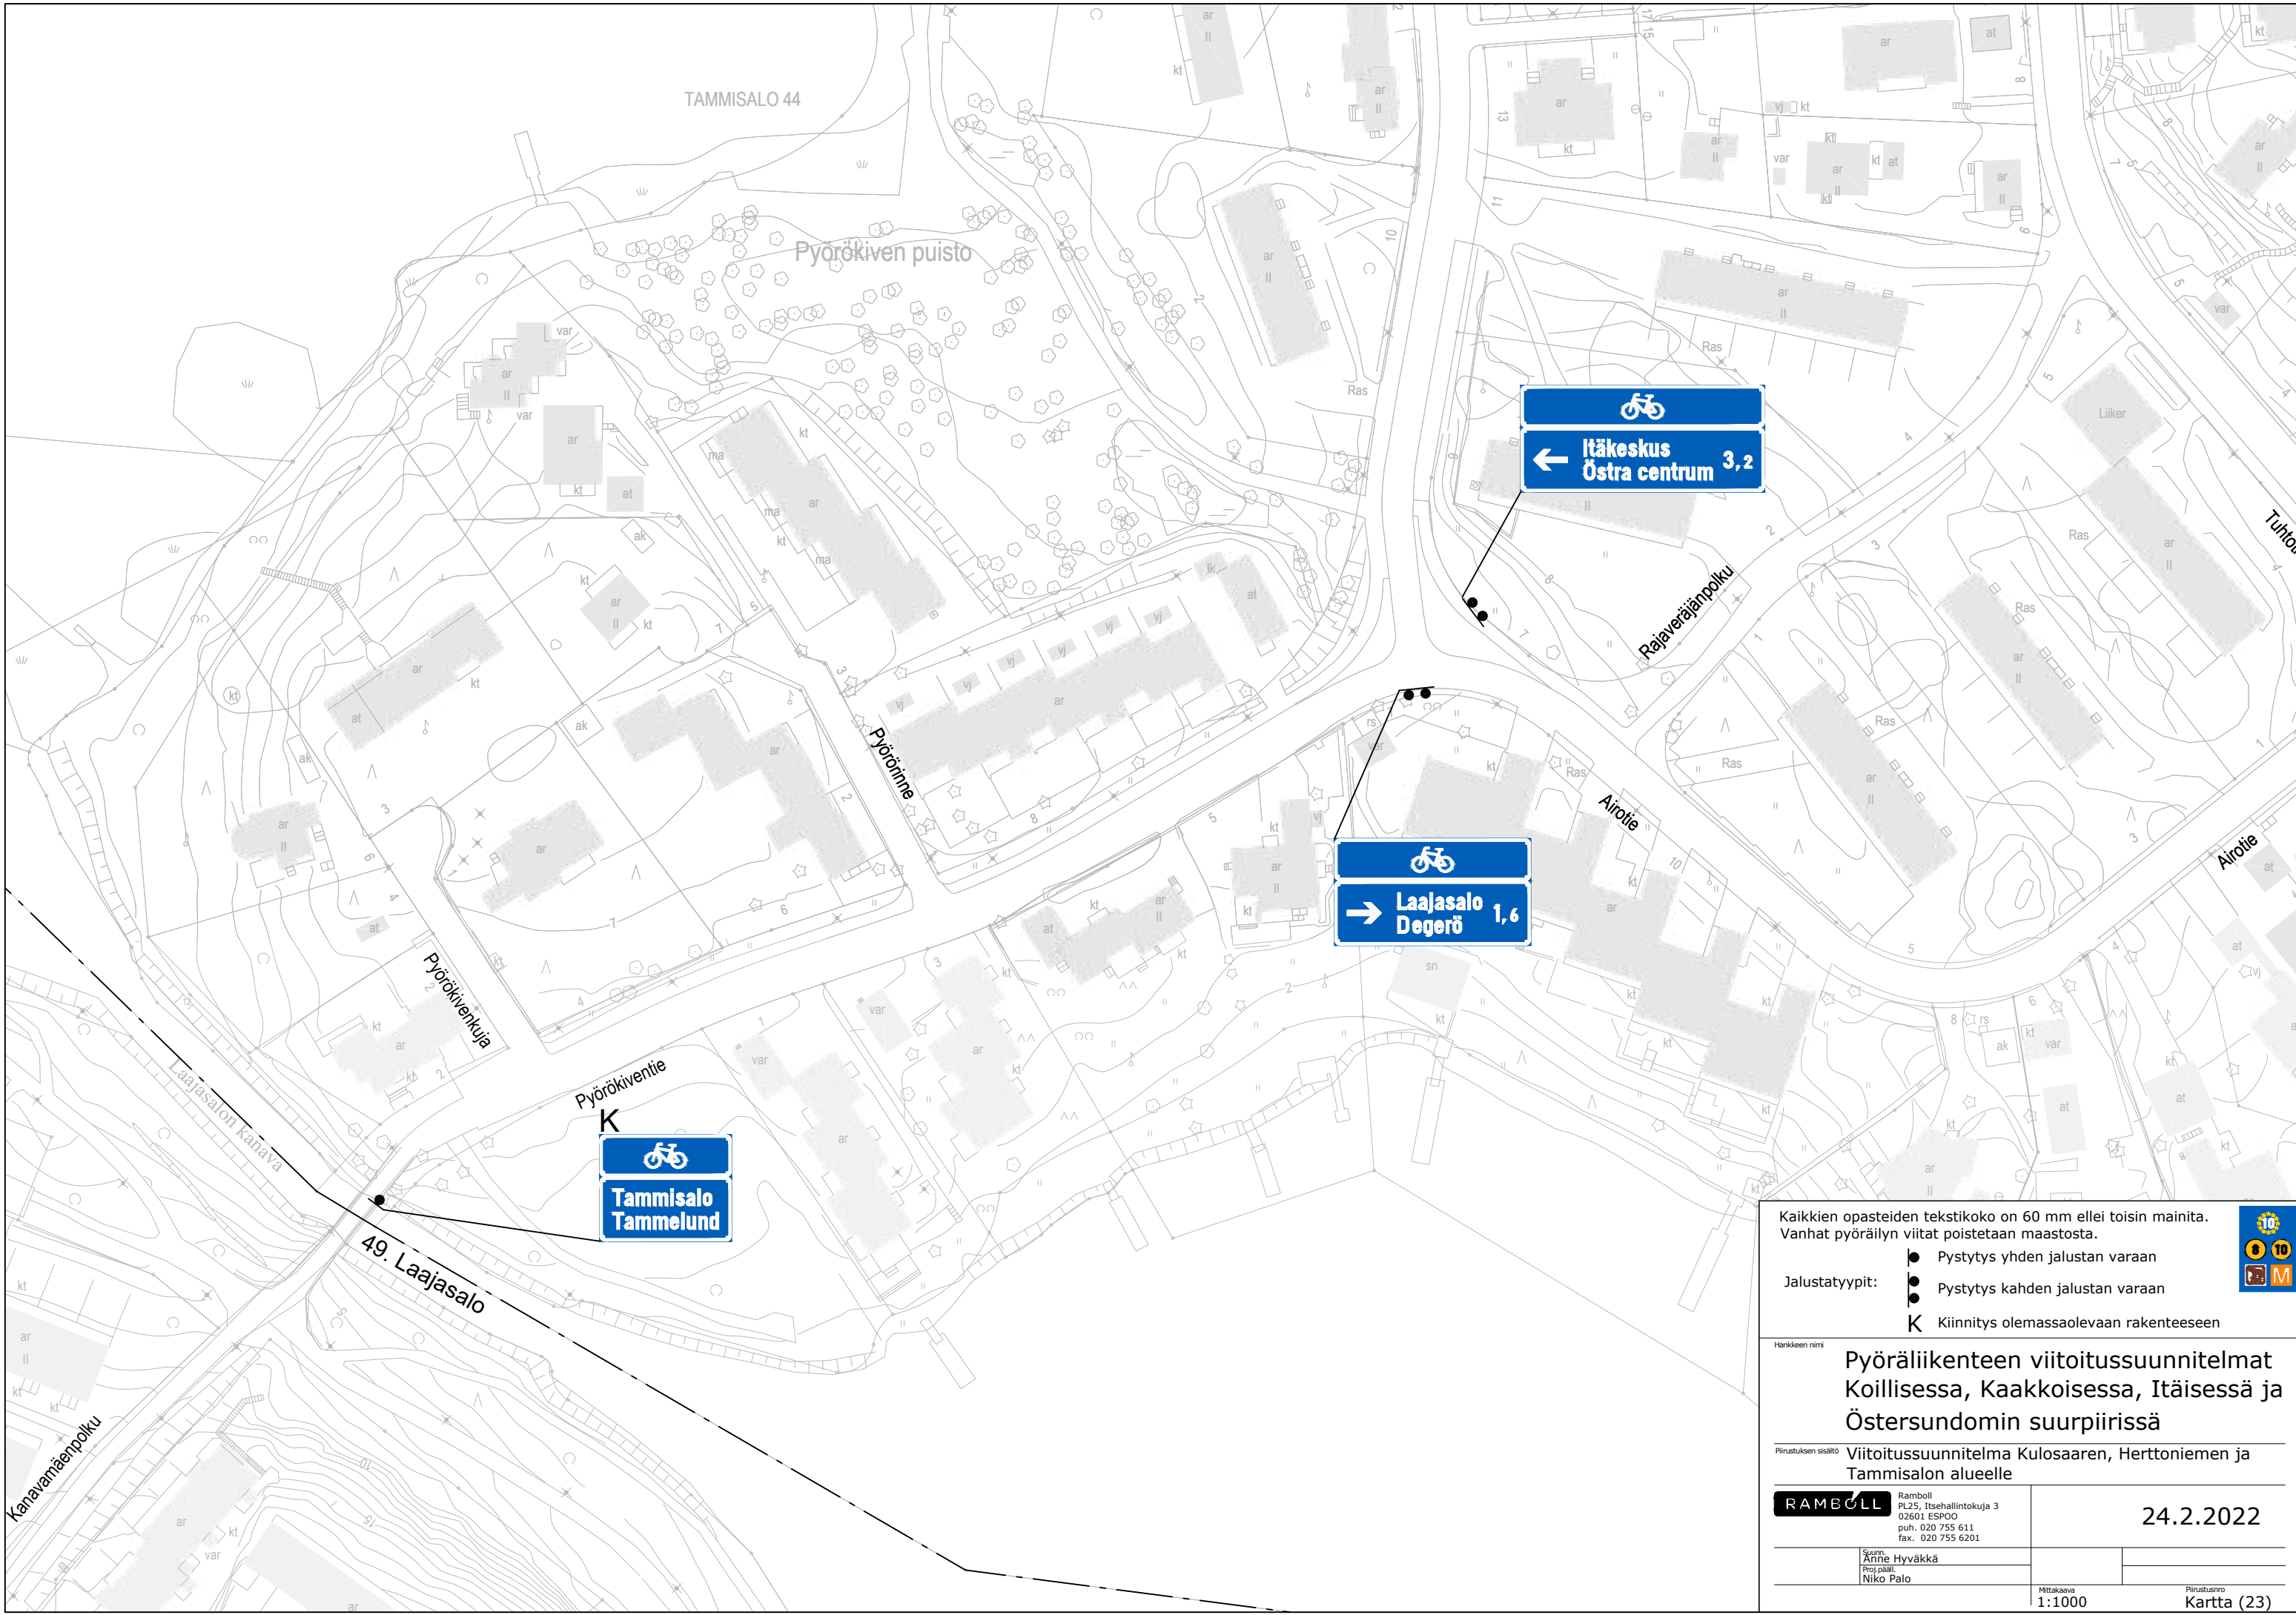 TAMMISALO 44
Pyörökiven puisto
Itäkeskus
Östra centrum 3,2
Rajaveräjänpolku
Liiker
Pyörörinne
Airotie
Airotie
Laajasalo
Degerö 1,6
Pyörökivenkuja
Pyörökiventie
K
Tammisalo
Tammelund
Laajasalon kanava
49. Laajasalo
Kanavamäenpolku
Kaikkien opasteiden tekstikoko on 60 mm ellei toisin mainita.
Vanhat pyöräilyn viitat poistetaan maastosta.
Jalustatyypit:
Pystytys yhden jalustan varaan
Pystytys kahden jalustan varaan
K Kiinnitys olemassaolevaan rakenteeseen
10
8 10
M
Hankkeen nimi
Pyöräliikenteen viitoitussuunnitelmat
Koillisessa, Kaakkoisessa, Itäisessä ja
Östersundomin suurpiirissä
Piirustuksen sisältö
Viitoitussuunnitelma Kulosaaren, Herttoniemen ja
Tammisalon alueelle
RAMBOLL
Ramboll
PL25, Itsehallintokuja 3
02601 ESPOO
puh. 020 755 611
fax. 020 755 6201
24.2.2022
Suunn.
Anne Hyväkkä
Proj.pääll.
Niko Palo
Mittakaava
1:1000
Piirustusnro
Kartta (23)